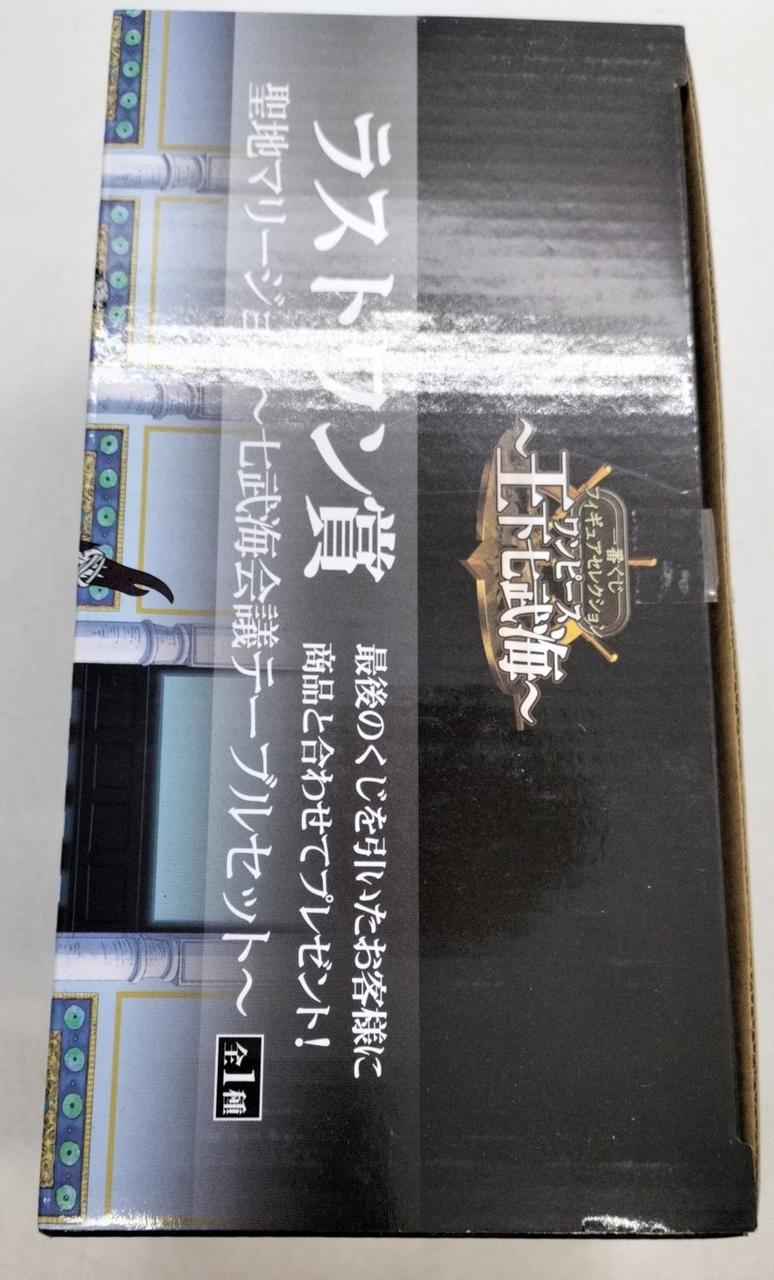 一番くじ
フィギュアセレクション
ワンピース
～王下七武海～
ラストワン賞
最後のくじを引いたお客様に
商品と合わせてプレゼント!
聖地マリージョア～七武海会議テーブルセット～
全1種